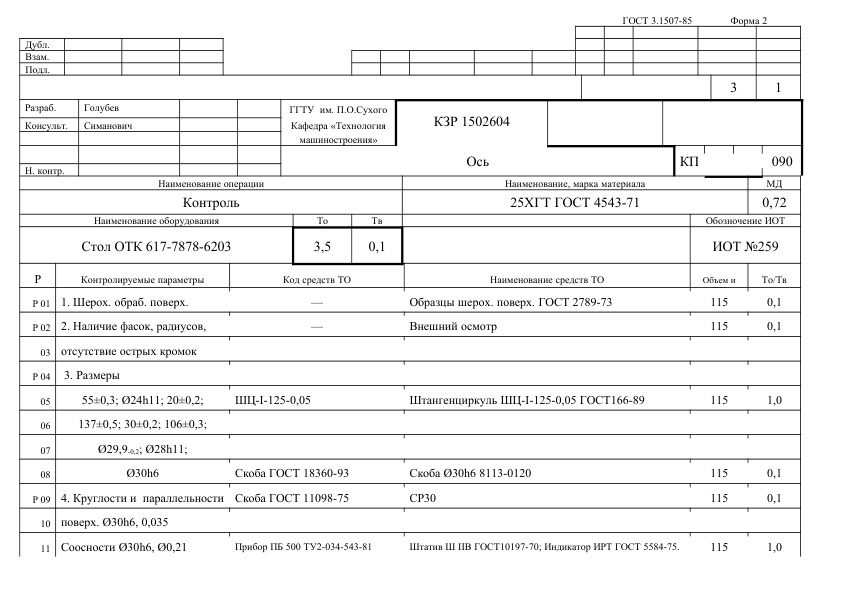 ГОСТ 3.1507-85 Форма 2
Дубл.
Взам.
Подл.
3 1
Разраб. Голубев
Консульт. Симанович
Н. контр.
ГГТУ им. П.О.Сухого
Кафедра «Технология
машиностроения»
КЗР 1502604
Ось КП 090
Наименование операции Наименование, марка материала МД
Контроль 25ХГТ ГОСТ 4543-71 0,72
Наименование оборудования То Тв Обозначение ИОТ
Стол ОТК 617-7878-6203 3,5 0,1 ИОТ №259
Р Контролируемые параметры Код средств ТО Наименование средств ТО Объем и То/Тв
Р 01 1. Шерох. обраб. поверх. — Образцы шерох. поверх. ГОСТ 2789-73 115 0,1
Р 02 2. Наличие фасок, радиусов, — Внешний осмотр 115 0,1
03 отсутствие острых кромок
Р 04 3. Размеры
05 55±0,3; Ø24h11; 20±0,2; ШЦ-I-125-0,05 Штангенциркуль ШЦ-I-125-0,05 ГОСТ166-89 115 1,0
06 137±0,5; 30±0,2; 106±0,3;
07 Ø29,9-0,2; Ø28h11;
08 Ø30h6 Скоба ГОСТ 18360-93 Скоба Ø30h6 8113-0120 115 0,1
Р 09 4. Круглости и параллельности Скоба ГОСТ 11098-75 СР30 115 0,1
10 поверх. Ø30h6, 0,035
11 Соосности Ø30h6, Ø0,21 Прибор ПБ 500 ТУ2-034-543-81 Штатив Ш IIВ ГОСТ10197-70; Индикатор ИРТ ГОСТ 5584-75. 115 1,0